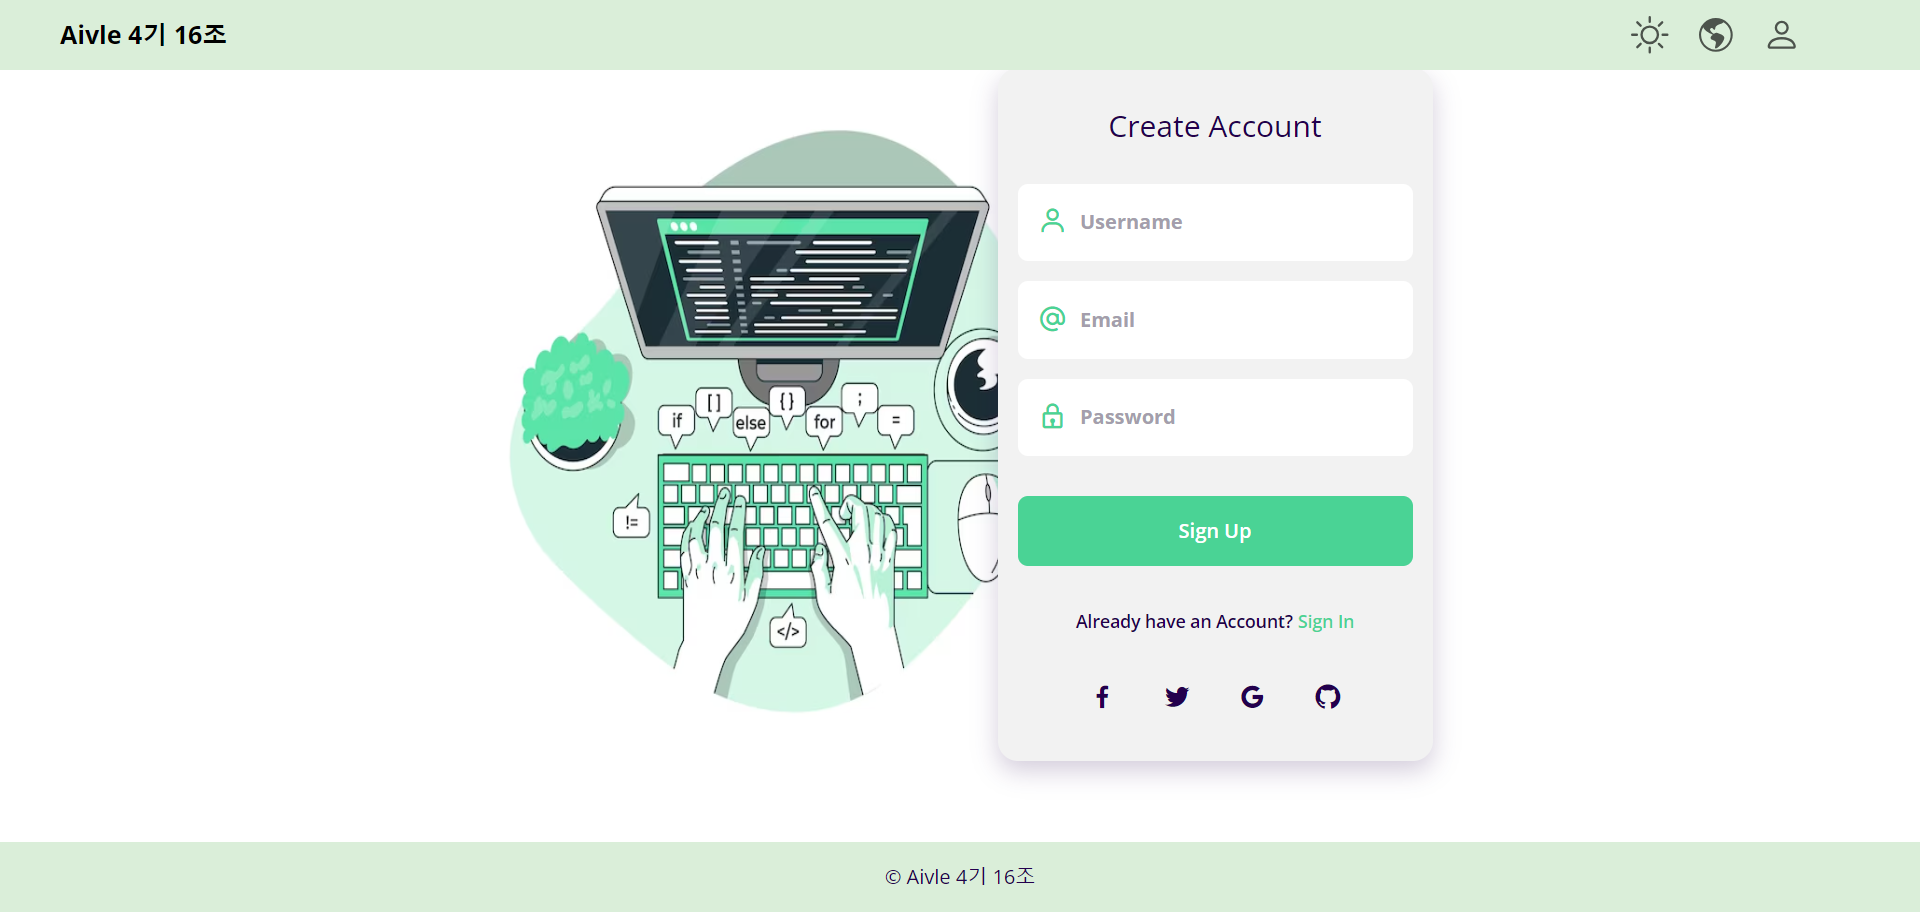 Aivle 4기 16조
Create Account
Username
Email
Password
Sign Up
Already have an Account? Sign In
if
[ ]
else
{}
for
;
=
!=
</>
© Aivle 4기 16조